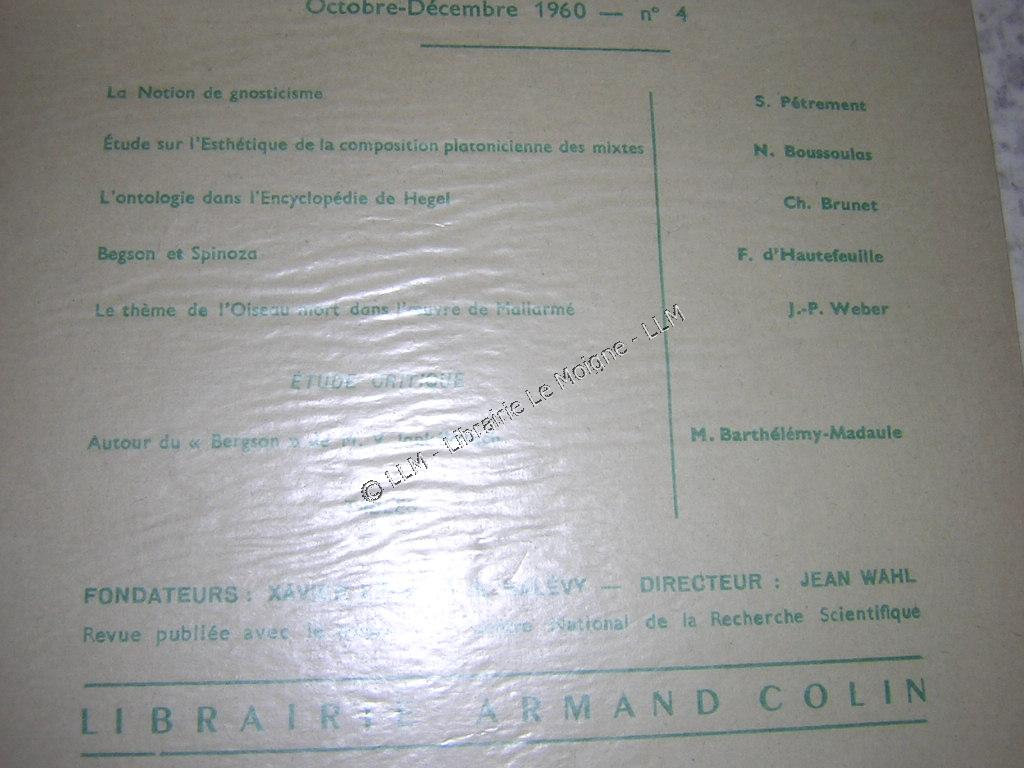 Octobre-Décembre 1960 — n° 4
La Notion de gnosticisme S. Pétrement
Étude sur l'Esthétique de la composition platonicienne des mixtes N. Boussoulas
L'ontologie dans l'Encyclopédie de Hegel Ch. Brunet
Begson et Spinoza F. d'Hautefeuille
Le thème de l'Oiseau mort dans l'œuvre de Mallarmé J.-P. Weber
ÉTUDE CRITIQUE
Autour du « Bergson » de M. V. M. Barthélémy-Madaule
© LLM - Librairie Le Moigne - LLM
FONDATEURS : LÉVY — DIRECTEUR : JEAN WAHL
Revue publiée avec le National de la Recherche Scientifique
LIBRAIRIE ARMAND COLIN